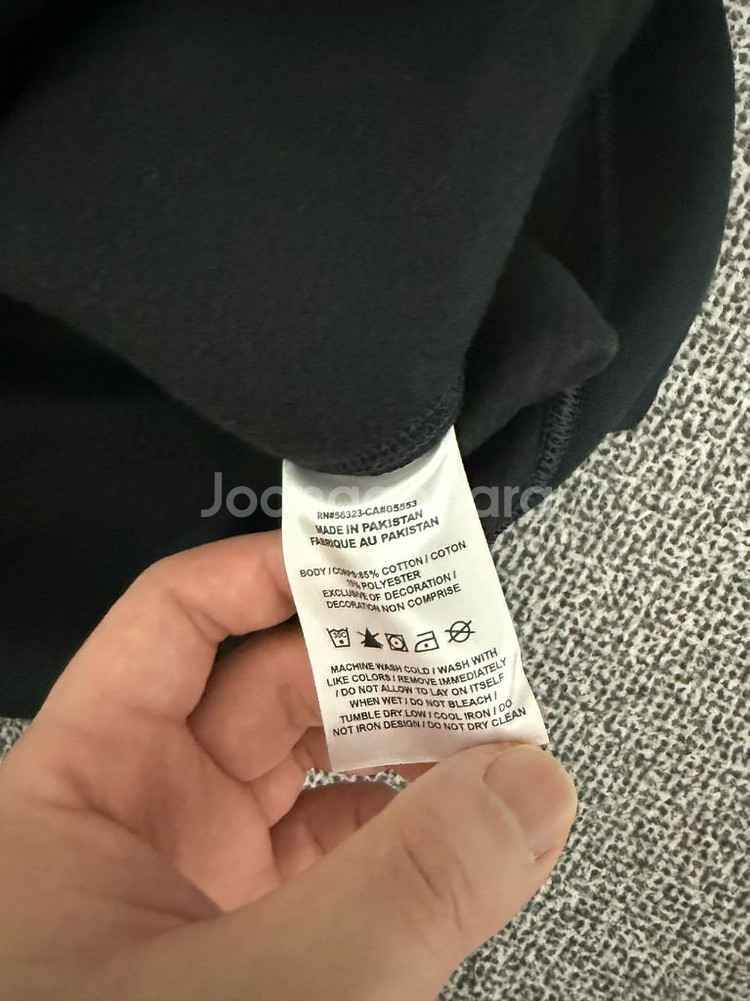 Joonggonara
RN#56323-CA#05553
MADE IN PAKISTAN
FABRIQUE AU PAKISTAN
BODY / CORPS:85% COTTON / COTON
15% POLYESTER
EXCLUSIVE OF DECORATION /
DECORATION NON COMPRISE
30C
MACHINE WASH COLD / WASH WITH
LIKE COLORS / REMOVE IMMEDIATELY
/ DO NOT ALLOW TO LAY ON ITSELF
WHEN WET / DO NOT BLEACH /
TUMBLE DRY LOW / COOL IRON / DO
NOT IRON DESIGN / DO NOT DRY CLEAN